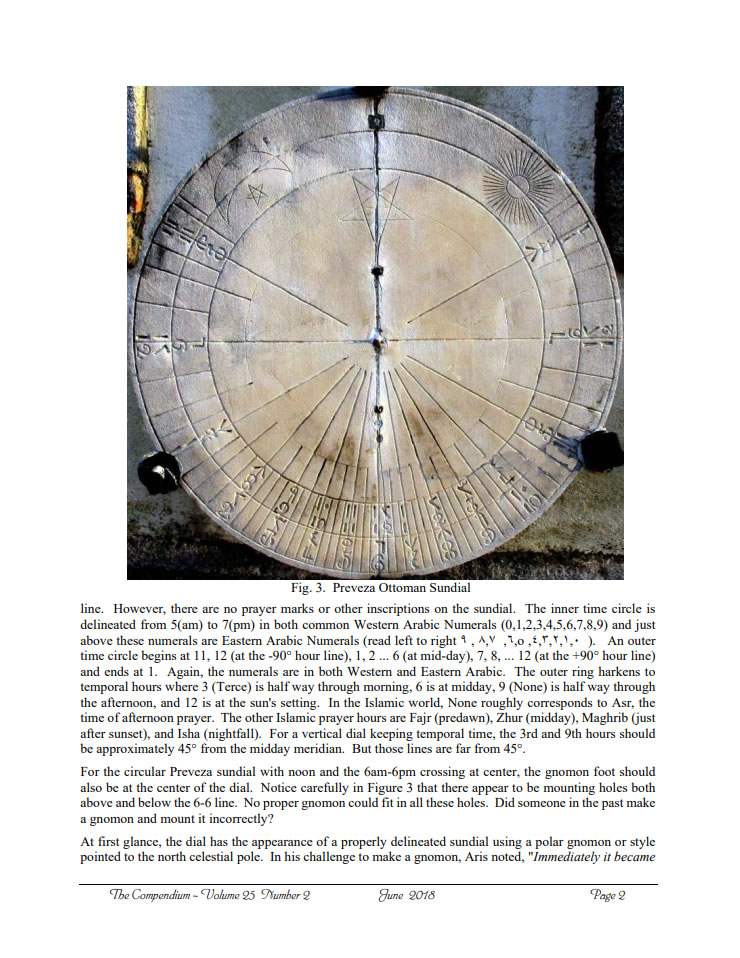 Fig. 3. Preveza Ottoman Sundial
line. However, there are no prayer marks or other inscriptions on the sundial. The inner time circle is
delineated from 5(am) to 7(pm) in both common Western Arabic Numerals (0,1,2,3,4,5,6,7,8,9) and just
above these numerals are Eastern Arabic Numerals (read left to right ٩ , ٨,٧ ,٦,٥ ,٤,٣,٢,١,٠ ). An outer
time circle begins at 11, 12 (at the -90° hour line), 1, 2 ... 6 (at mid-day), 7, 8, ... 12 (at the +90° hour line)
and ends at 1. Again, the numerals are in both Western and Eastern Arabic. The outer ring harkens to
temporal hours where 3 (Terce) is half way through morning, 6 is at midday, 9 (None) is half way through
the afternoon, and 12 is at the sun's setting. In the Islamic world, None roughly corresponds to Asr, the
time of afternoon prayer. The other Islamic prayer hours are Fajr (predawn), Zhur (midday), Maghrib (just
after sunset), and Isha (nightfall). For a vertical dial keeping temporal time, the 3rd and 9th hours should
be approximately 45° from the midday meridian. But those lines are far from 45°.
For the circular Preveza sundial with noon and the 6am-6pm crossing at center, the gnomon foot should
also be at the center of the dial. Notice carefully in Figure 3 that there appear to be mounting holes both
above and below the 6-6 line. No proper gnomon could fit in all these holes. Did someone in the past make
a gnomon and mount it incorrectly?
At first glance, the dial has the appearance of a properly delineated sundial using a polar gnomon or style
pointed to the north celestial pole. In his challenge to make a gnomon, Aris noted, "Immediately it became
The Compendium - Volume 25 Number 2 June 2018 Page 2